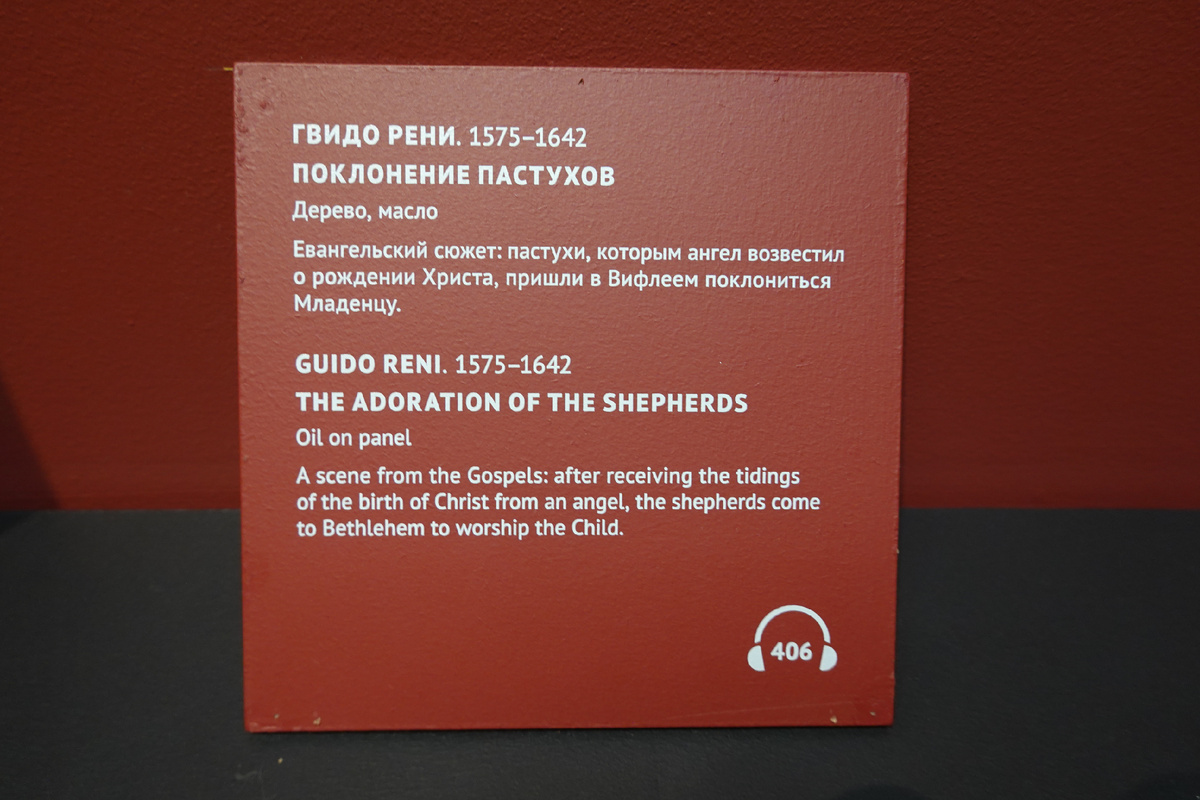 ГВИДО РЕНИ. 1575–1642
ПОКЛОНЕНИЕ ПАСТУХОВ
Дерево, масло
Евангельский сюжет: пастухи, которым ангел возвестил
о рождении Христа, пришли в Вифлеем поклониться
Младенцу.
GUIDO RENI. 1575–1642
THE ADORATION OF THE SHEPHERDS
Oil on panel
A scene from the Gospels: after receiving the tidings
of the birth of Christ from an angel, the shepherds come
to Bethlehem to worship the Child.
406